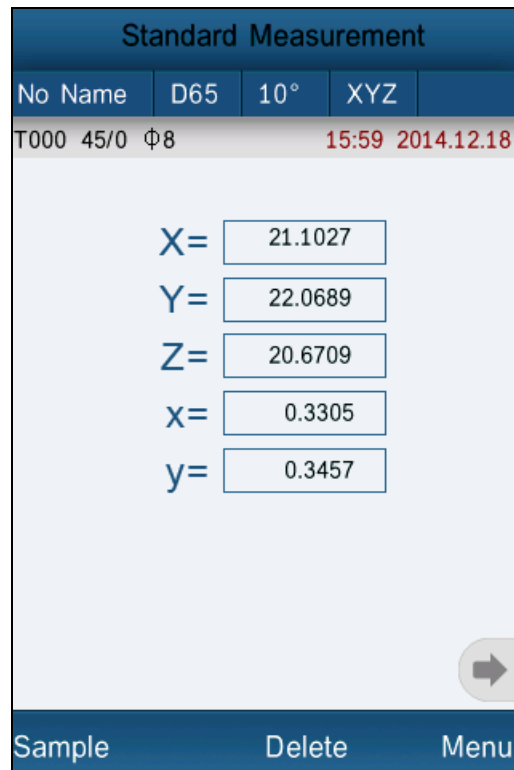 Standard Measurement
No Name D65 10° XYZ
T000 45/0 Φ8 15:59 2014.12.18
X= 21.1027
Y= 22.0689
Z= 20.6709
x= 0.3305
y= 0.3457
Sample Delete Menu